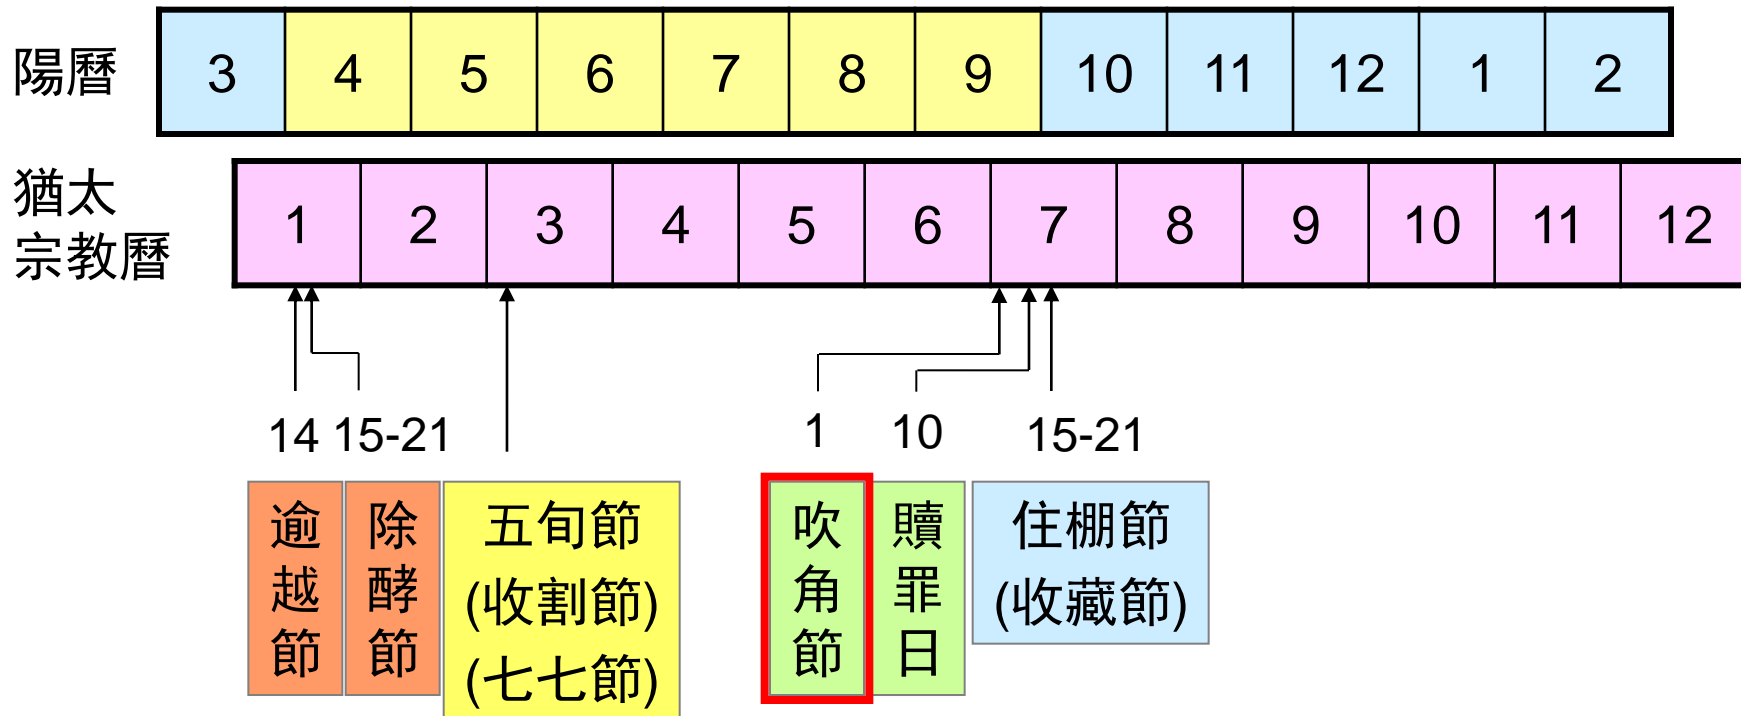 陽曆 3 4 5 6 7 8 9 10 11 12 1 2
猶太
宗教曆
1 2 3 4 5 6 7 8 9 10 11 12
14 15-21 1 10 15-21
逾越節
除酵節
五旬節
(收割節)
(七七節)
吹角節
贖罪日
住棚節
(收藏節)